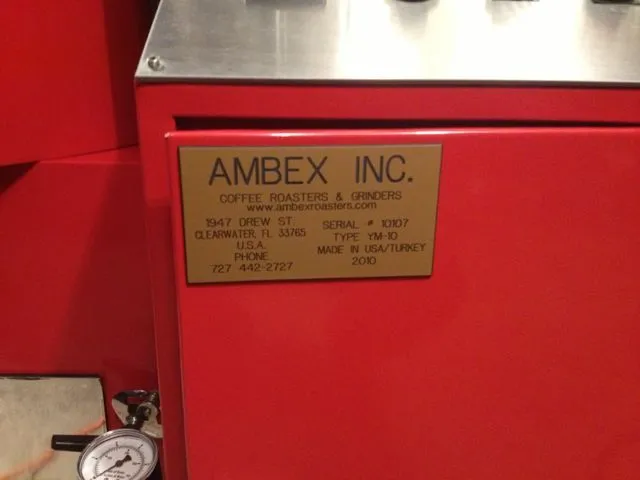 AMBEX INC.
COFFEE ROASTERS & GRINDERS
www.ambexroasters.com
1947 DREW ST.
CLEARWATER, FL 33765
U.S.A.
PHONE
727 442-2727
SERIAL # 10107
TYPE YM-10
MADE IN USA/TURKEY
2010